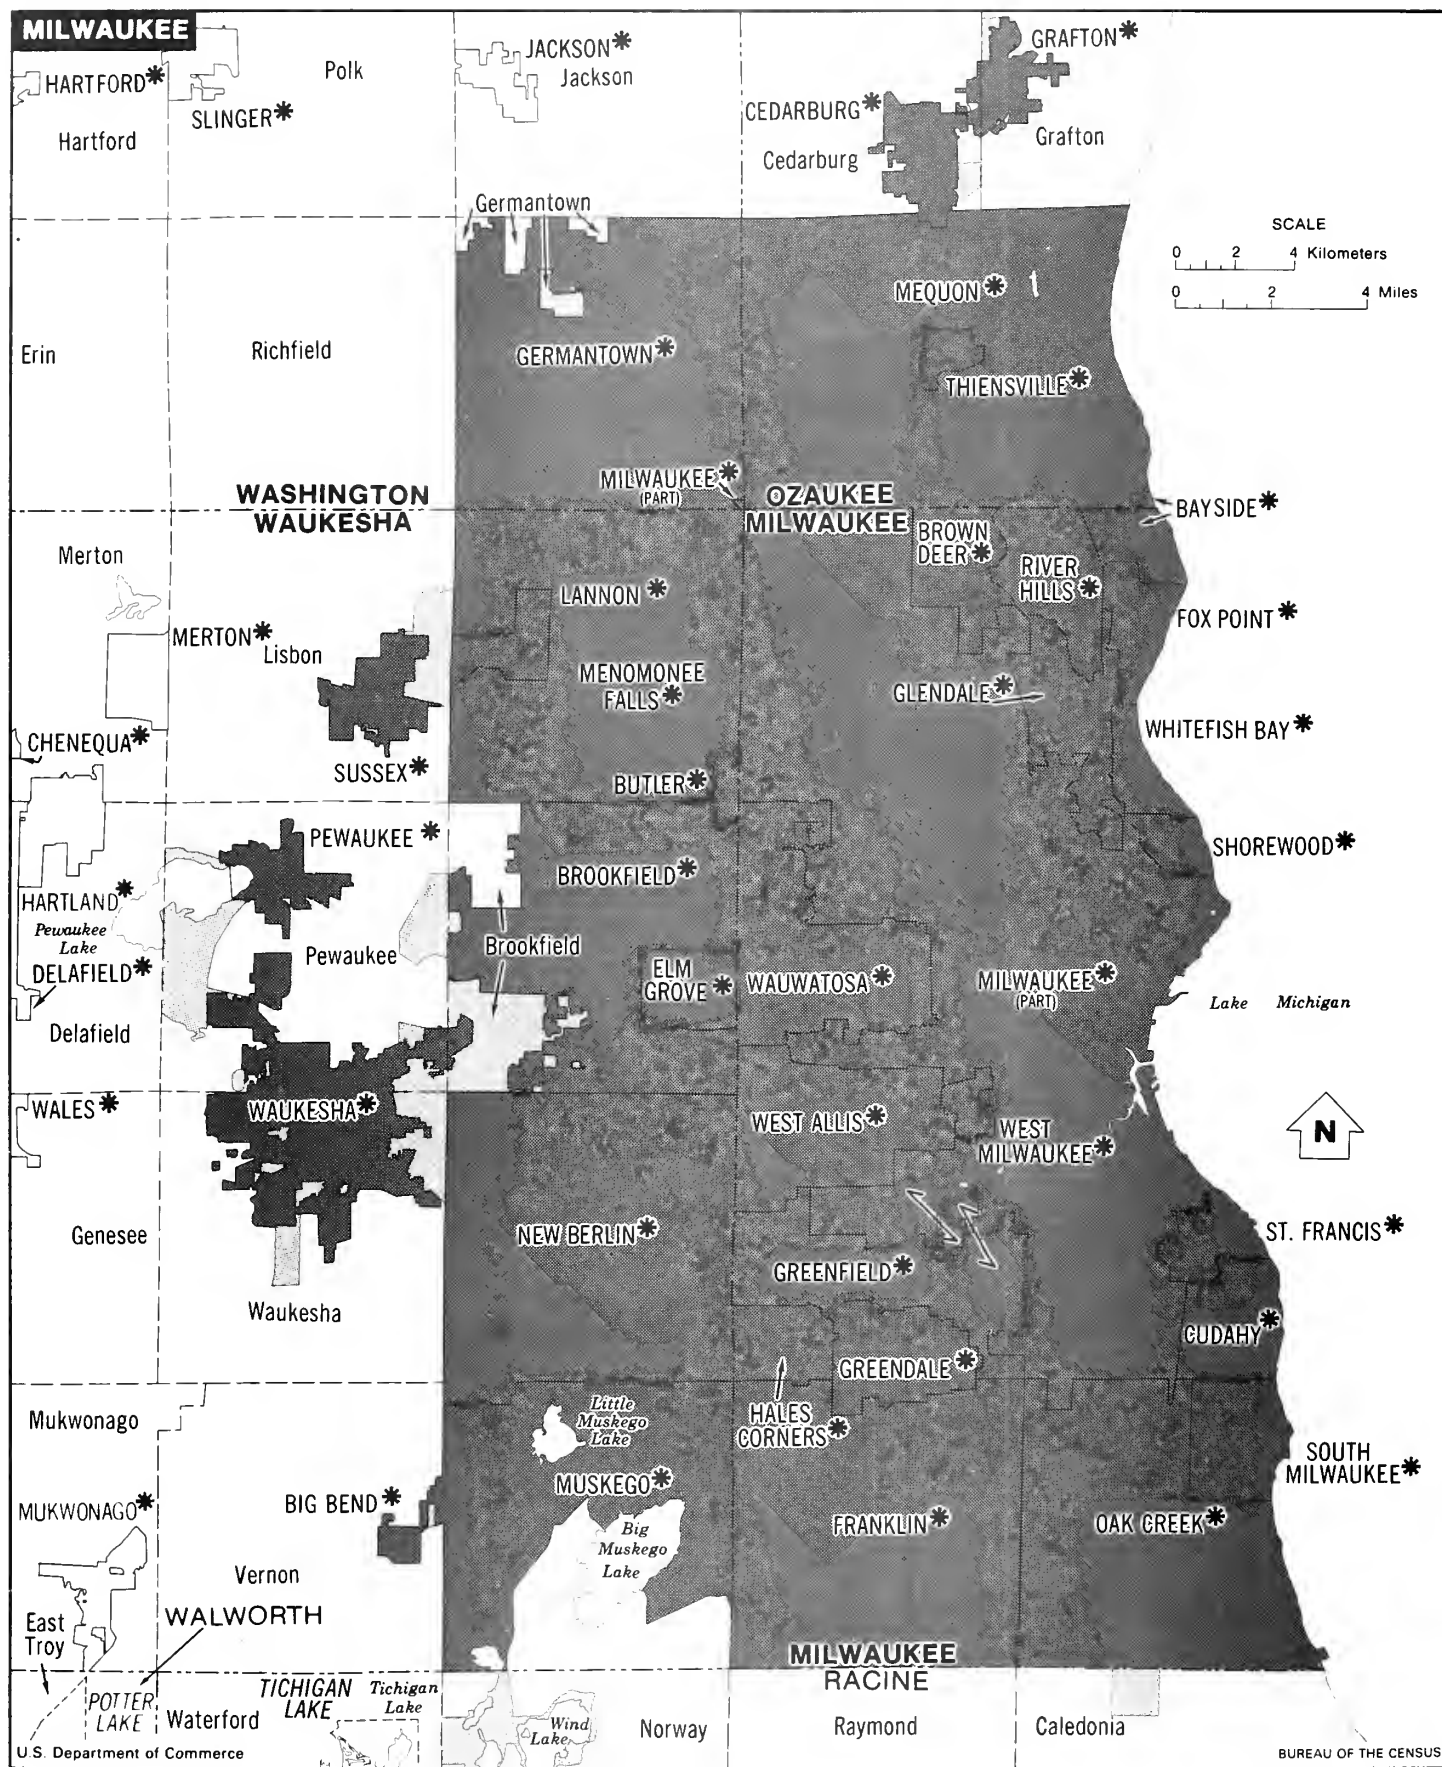 MILWAUKEE
HARTFORD*
Hartford
SLINGER*
Polk
JACKSON*
Jackson
GRAFTON*
Grafton
CEDARBURG*
Cedarburg
Germantown
SCALE
0 2 4 Kilometers
0 2 4 Miles
MEQUON*
Erin
Richfield
GERMANTOWN*
THIENSVILLE*
WASHINGTON
WAUKESHA
MILWAUKEE*
(PART)
OZAUKEE
MILWAUKEE
BAYSIDE*
BROWN
DEER*
RIVER
HILLS*
Merton
LANNON*
FOX POINT*
MERTON*
Lisbon
MENOMONEE
FALLS*
GLENDALE*
WHITEFISH BAY*
CHENEQUA*
SUSSEX*
BUTLER*
PEWAUKEE*
SHOREWOOD*
BROOKFIELD*
HARTLAND*
Pewaukee
Lake
Pewaukee
Brookfield
DELAFIELD*
Delafield
ELM
GROVE*
WAUWATOSA*
MILWAUKEE*
(PART)
Lake Michigan
WALES*
WAUKESHA*
WEST ALLIS*
WEST
MILWAUKEE*
N
Genesee
NEW BERLIN*
ST. FRANCIS*
GREENFIELD*
Waukesha
CUDAHY*
GREENDALE*
Mukwonago
Little
Muskego
Lake
HALES
CORNERS*
SOUTH
MILWAUKEE*
MUSKEGO*
MUKWONAGO*
BIG BEND*
Big
Muskego
Lake
FRANKLIN*
OAK CREEK*
Vernon
East
Troy
WALWORTH
MILWAUKEE
RACINE
POTTER
LAKE
Waterford
TICHIGAN
LAKE
Tichigan
Lake
Wind
Lake
Norway
Raymond
Caledonia
U.S. Department of Commerce
BUREAU OF THE CENSUS